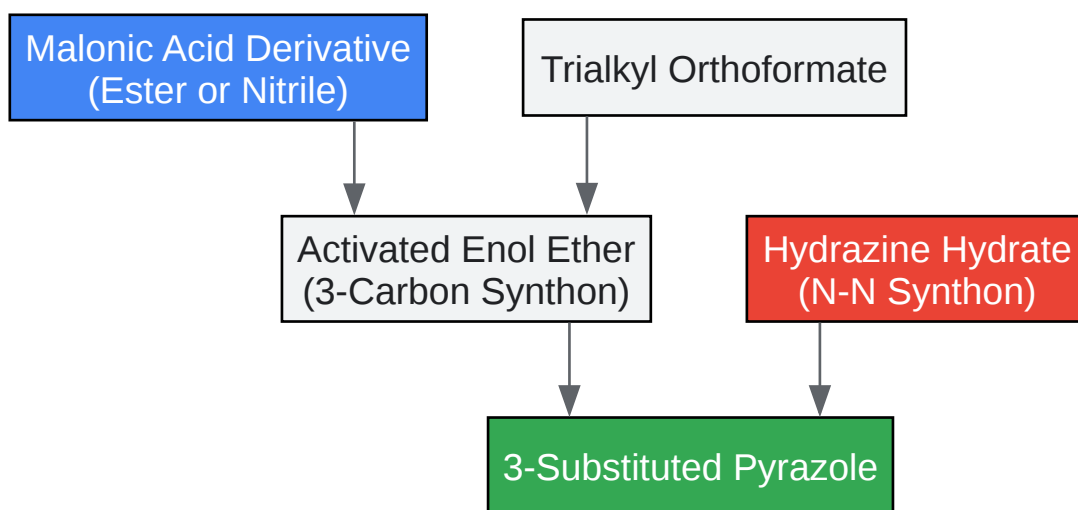 Malonic Acid Derivative
(Ester or Nitrile)
Trialkyl Orthoformate
Activated Enol Ether
(3-Carbon Synthon)
Hydrazine Hydrate
(N-N Synthon)
3-Substituted Pyrazole